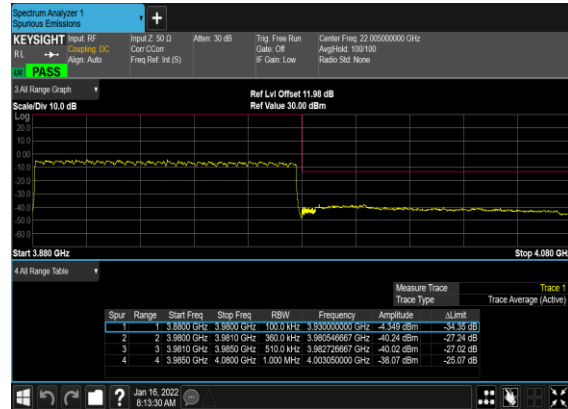 Spectrum Analyzer 1
Spurious Emissions
+
KEYSIGHT Input: RF Input Z: 50 Ω Atten: 30 dB Trig: Free Run Center Freq: 22.005000000 GHz
RL Coupling: DC Corr CCorr Gate: Off Avg|Hold: 100/100
Align: Auto Freq Ref: Int (S) IF Gain: Low Radio Std: None
PASS
3 All Range Graph Ref Lvl Offset 11.98 dB
Scale/Div 10.0 dB Ref Value 30.00 dBm
Log
20.0
10.0
0.00
-10.0
-20.0
-30.0
-40.0
-50.0
-60.0
Start 3.880 GHz Stop 4.080 GHz
4 All Range Table
Measure Trace Trace 1
Trace Type Trace Average (Active)
Spur Range Start Freq Stop Freq RBW Frequency Amplitude ΔLimit
1 1 3.8800 GHz 3.9800 GHz 100.0 kHz 3.930000000 GHz -4.349 dBm -34.35 dB
2 2 3.9800 GHz 3.9810 GHz 360.0 kHz 3.980546667 GHz -40.24 dBm -27.24 dB
3 3 3.9810 GHz 3.9850 GHz 510.0 kHz 3.982726667 GHz -40.02 dBm -27.02 dB
4 4 3.9850 GHz 4.0800 GHz 1.000 MHz 4.003050000 GHz -38.07 dBm -25.07 dB
? Jan 16, 2022
8:13:30 AM